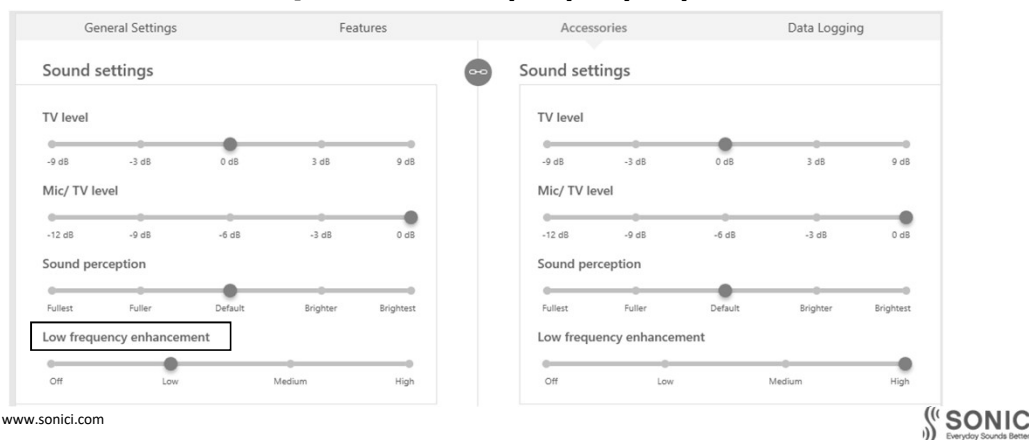 General Settings Features Accessories Data Logging
Sound settings Sound settings
TV level TV level
-9 dB -3 dB 0 dB 3 dB 9 dB -9 dB -3 dB 0 dB 3 dB 9 dB
Mic/ TV level Mic/ TV level
-12 dB -9 dB -6 dB -3 dB 0 dB -12 dB -9 dB -6 dB -3 dB 0 dB
Sound perception Sound perception
Fullest Fuller Default Brighter Brightest Fullest Fuller Default Brighter Brightest
Low frequency enhancement Low frequency enhancement
Off Low Medium High Off Low Medium High
www.sonici.com SONIC
Everyday Sounds Better